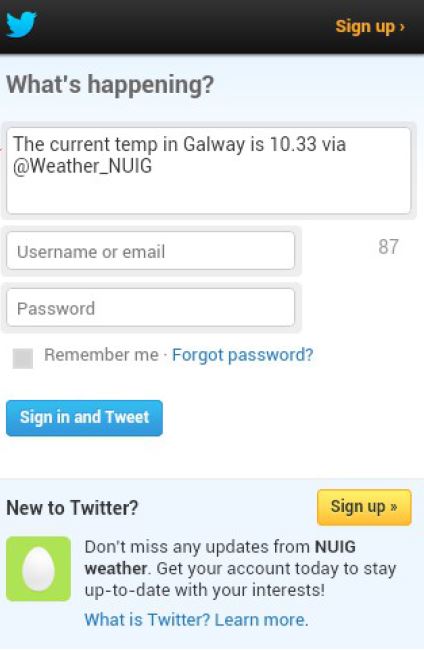 Sign up ›
What's happening?
The current temp in Galway is 10.33 via
@Weather_NUIG
Username or email
87
Password
Remember me · Forgot password?
Sign in and Tweet
New to Twitter?
Sign up »
Don't miss any updates from NUIG
weather. Get your account today to stay
up-to-date with your interests!
What is Twitter? Learn more.